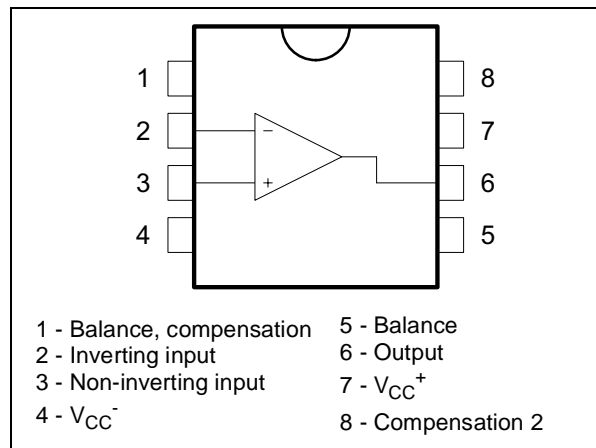 1
8
2
−
7
3
+
6
4
5
1 - Balance, compensation
2 - Inverting input
3 - Non-inverting input
4 - VCC-
5 - Balance
6 - Output
7 - VCC+
8 - Compensation 2